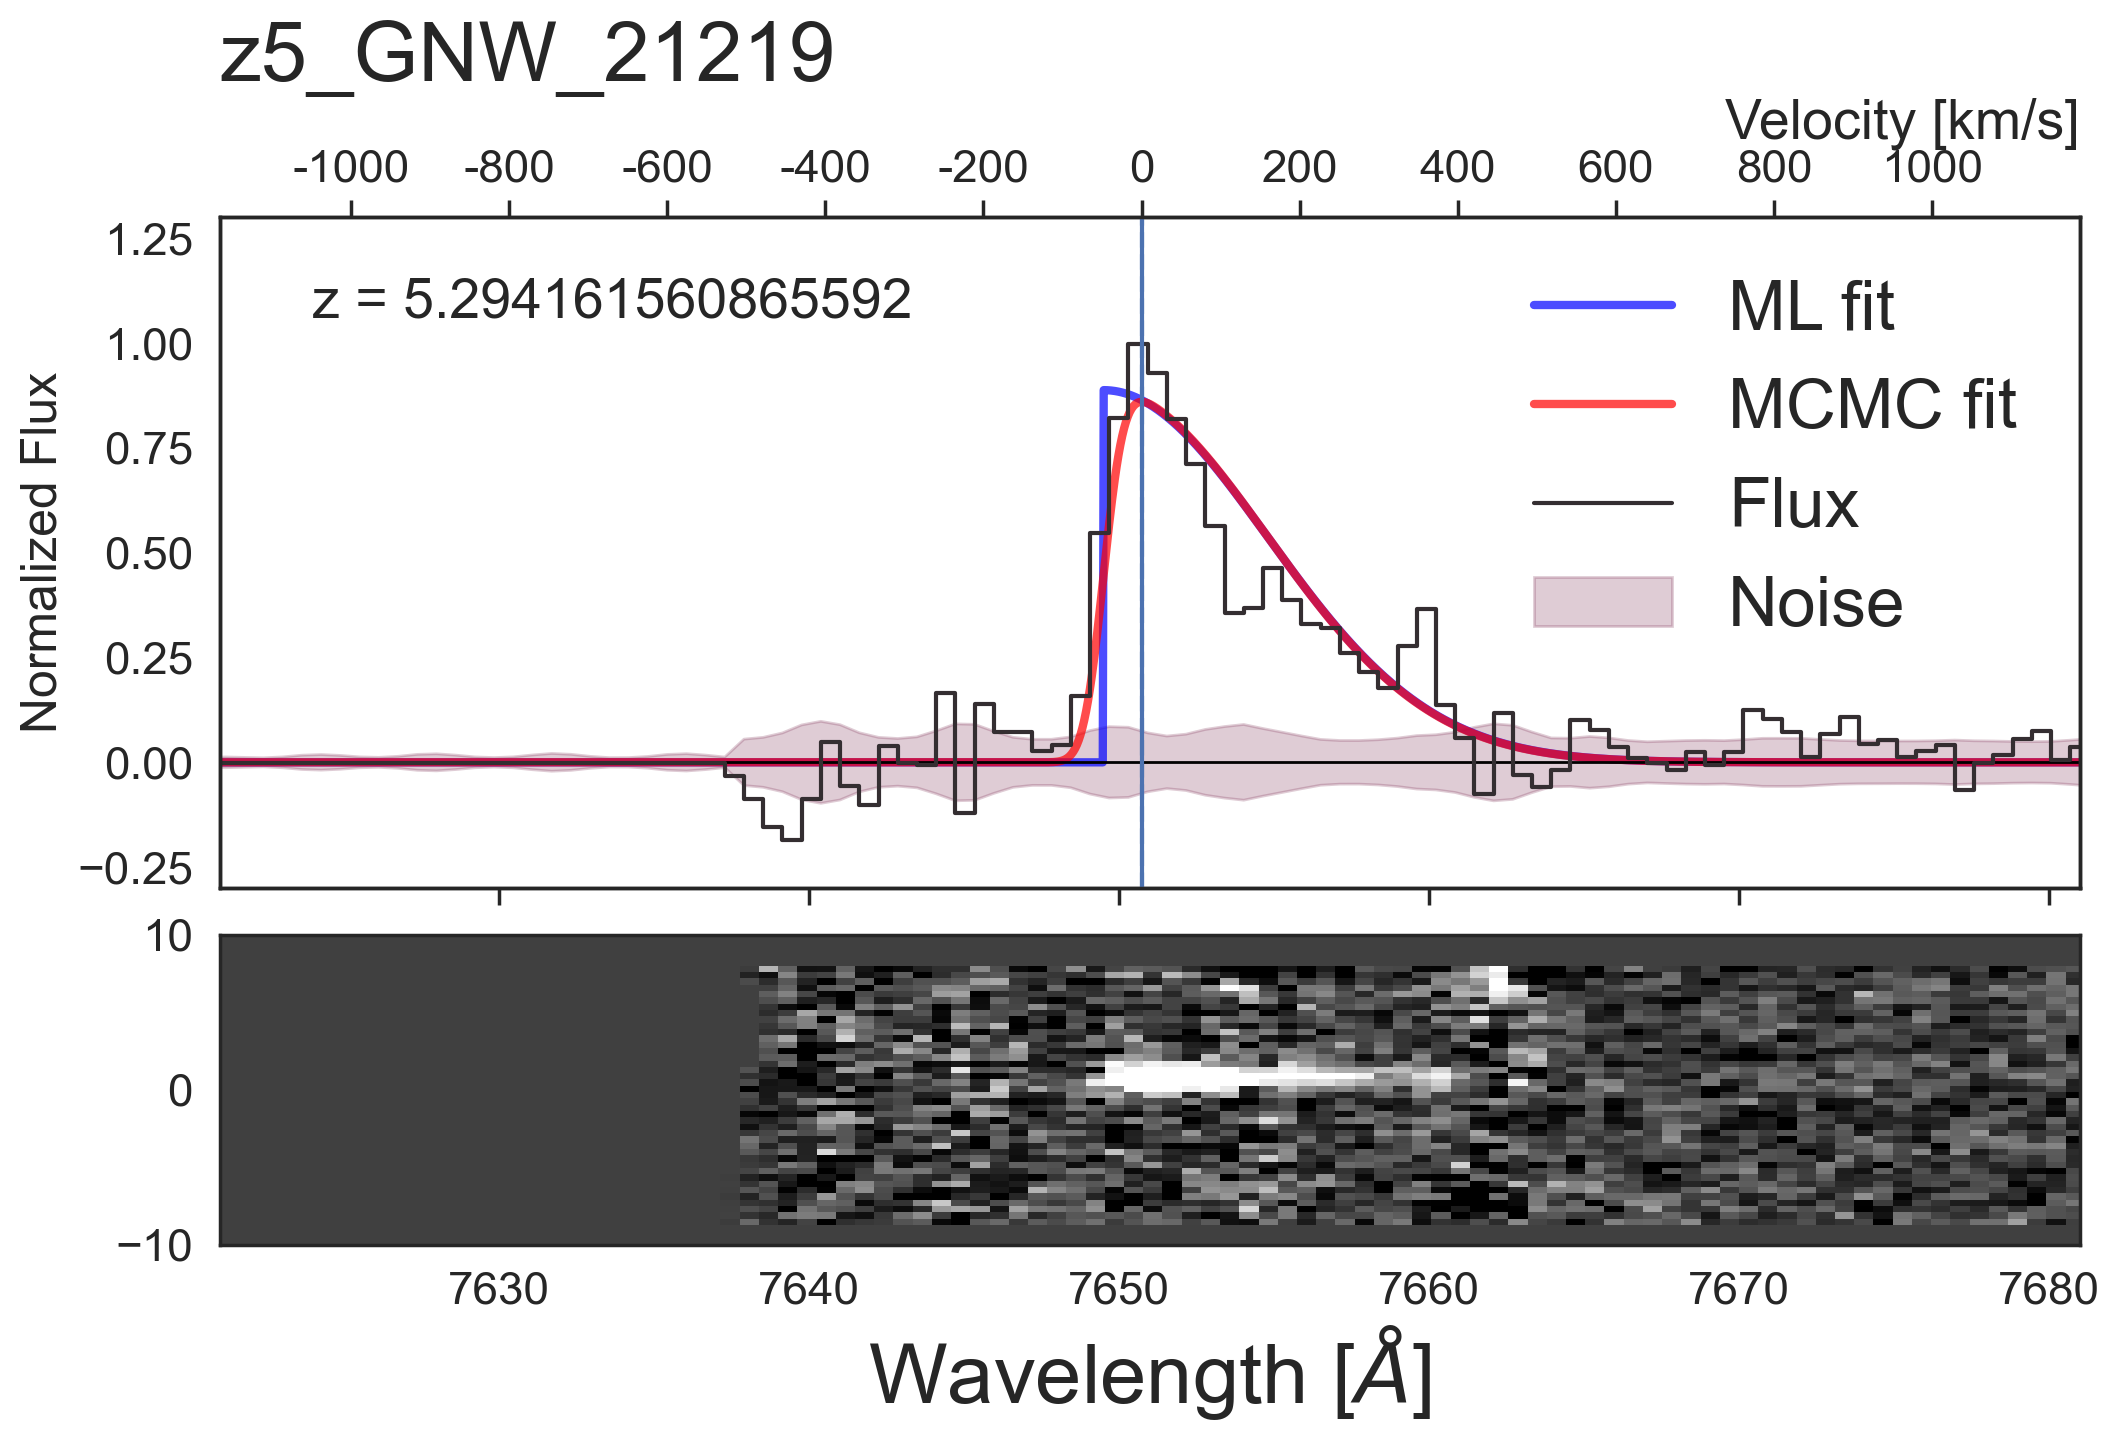 z5_GNW_21219
Velocity [km/s]
-1000 -800 -600 -400 -200 0 200 400 600 800 1000
1.25
1.00
0.75
0.50
0.25
0.00
−0.25
Normalized Flux
z = 5.294161560865592
ML fit
MCMC fit
Flux
Noise
10
0
−10
7630 7640 7650 7660 7670 7680
Wavelength [Å]